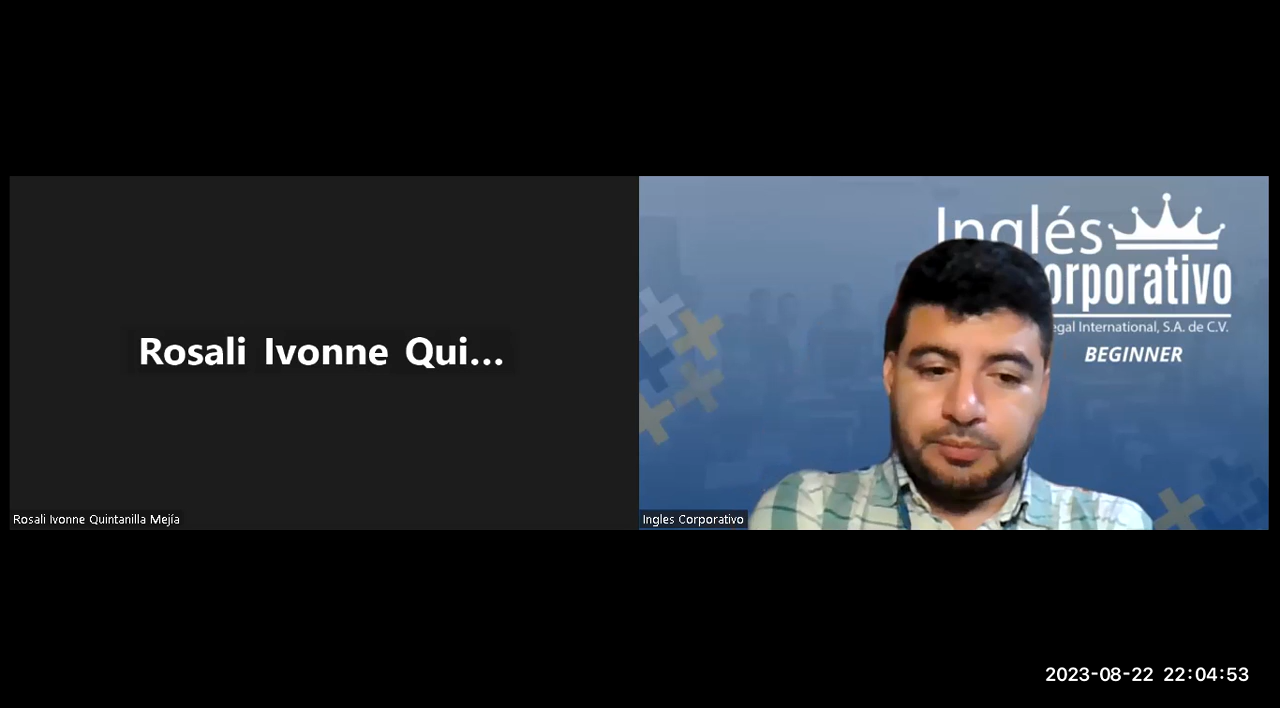 Rosali Ivonne Qui...
Rosali Ivonne Quintanilla Mejía
Inglés
orporativo
egal International, S.A. de C.V.
BEGINNER
Ingles Corporativo
2023-08-22 22:04:53